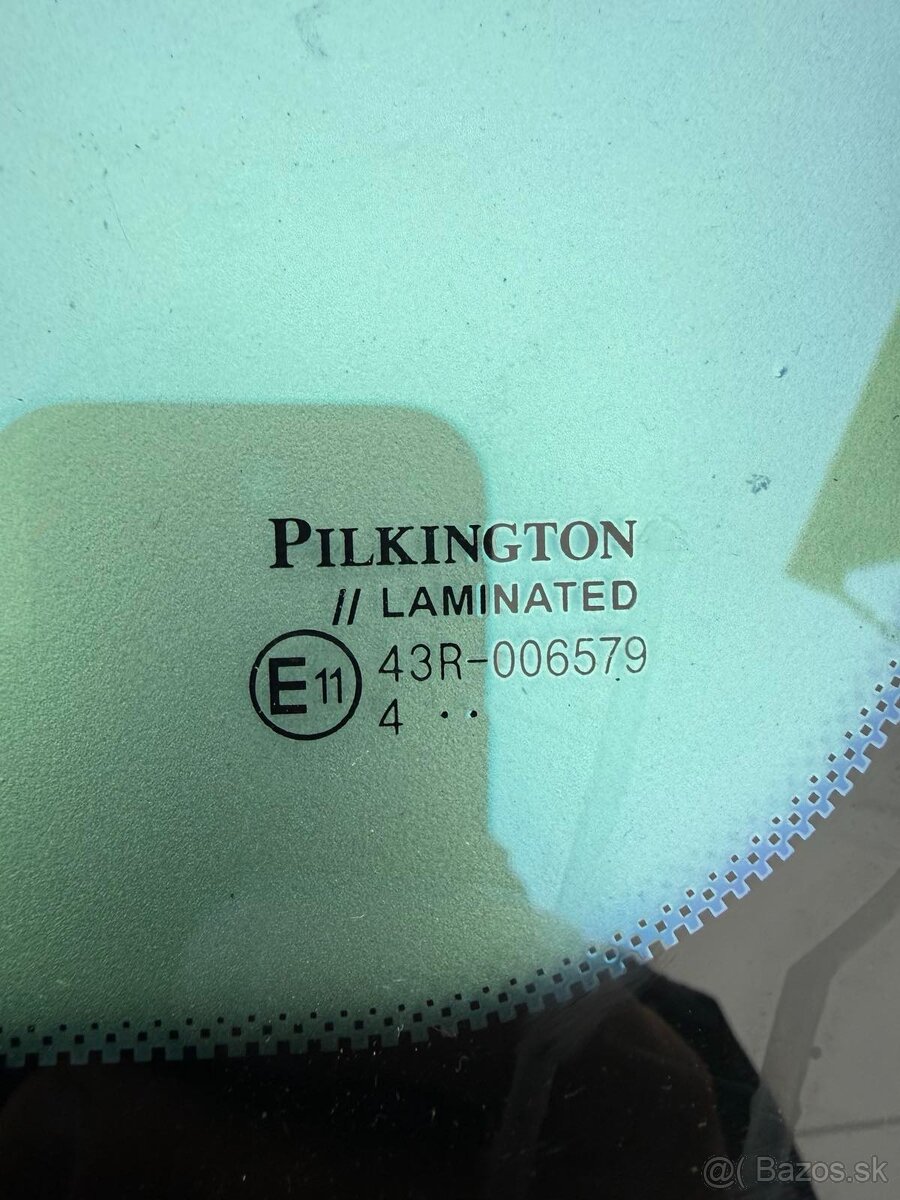 PILKINGTON
// LAMINATED
E11 43R-006579
4 ··
@( Bazos.sk